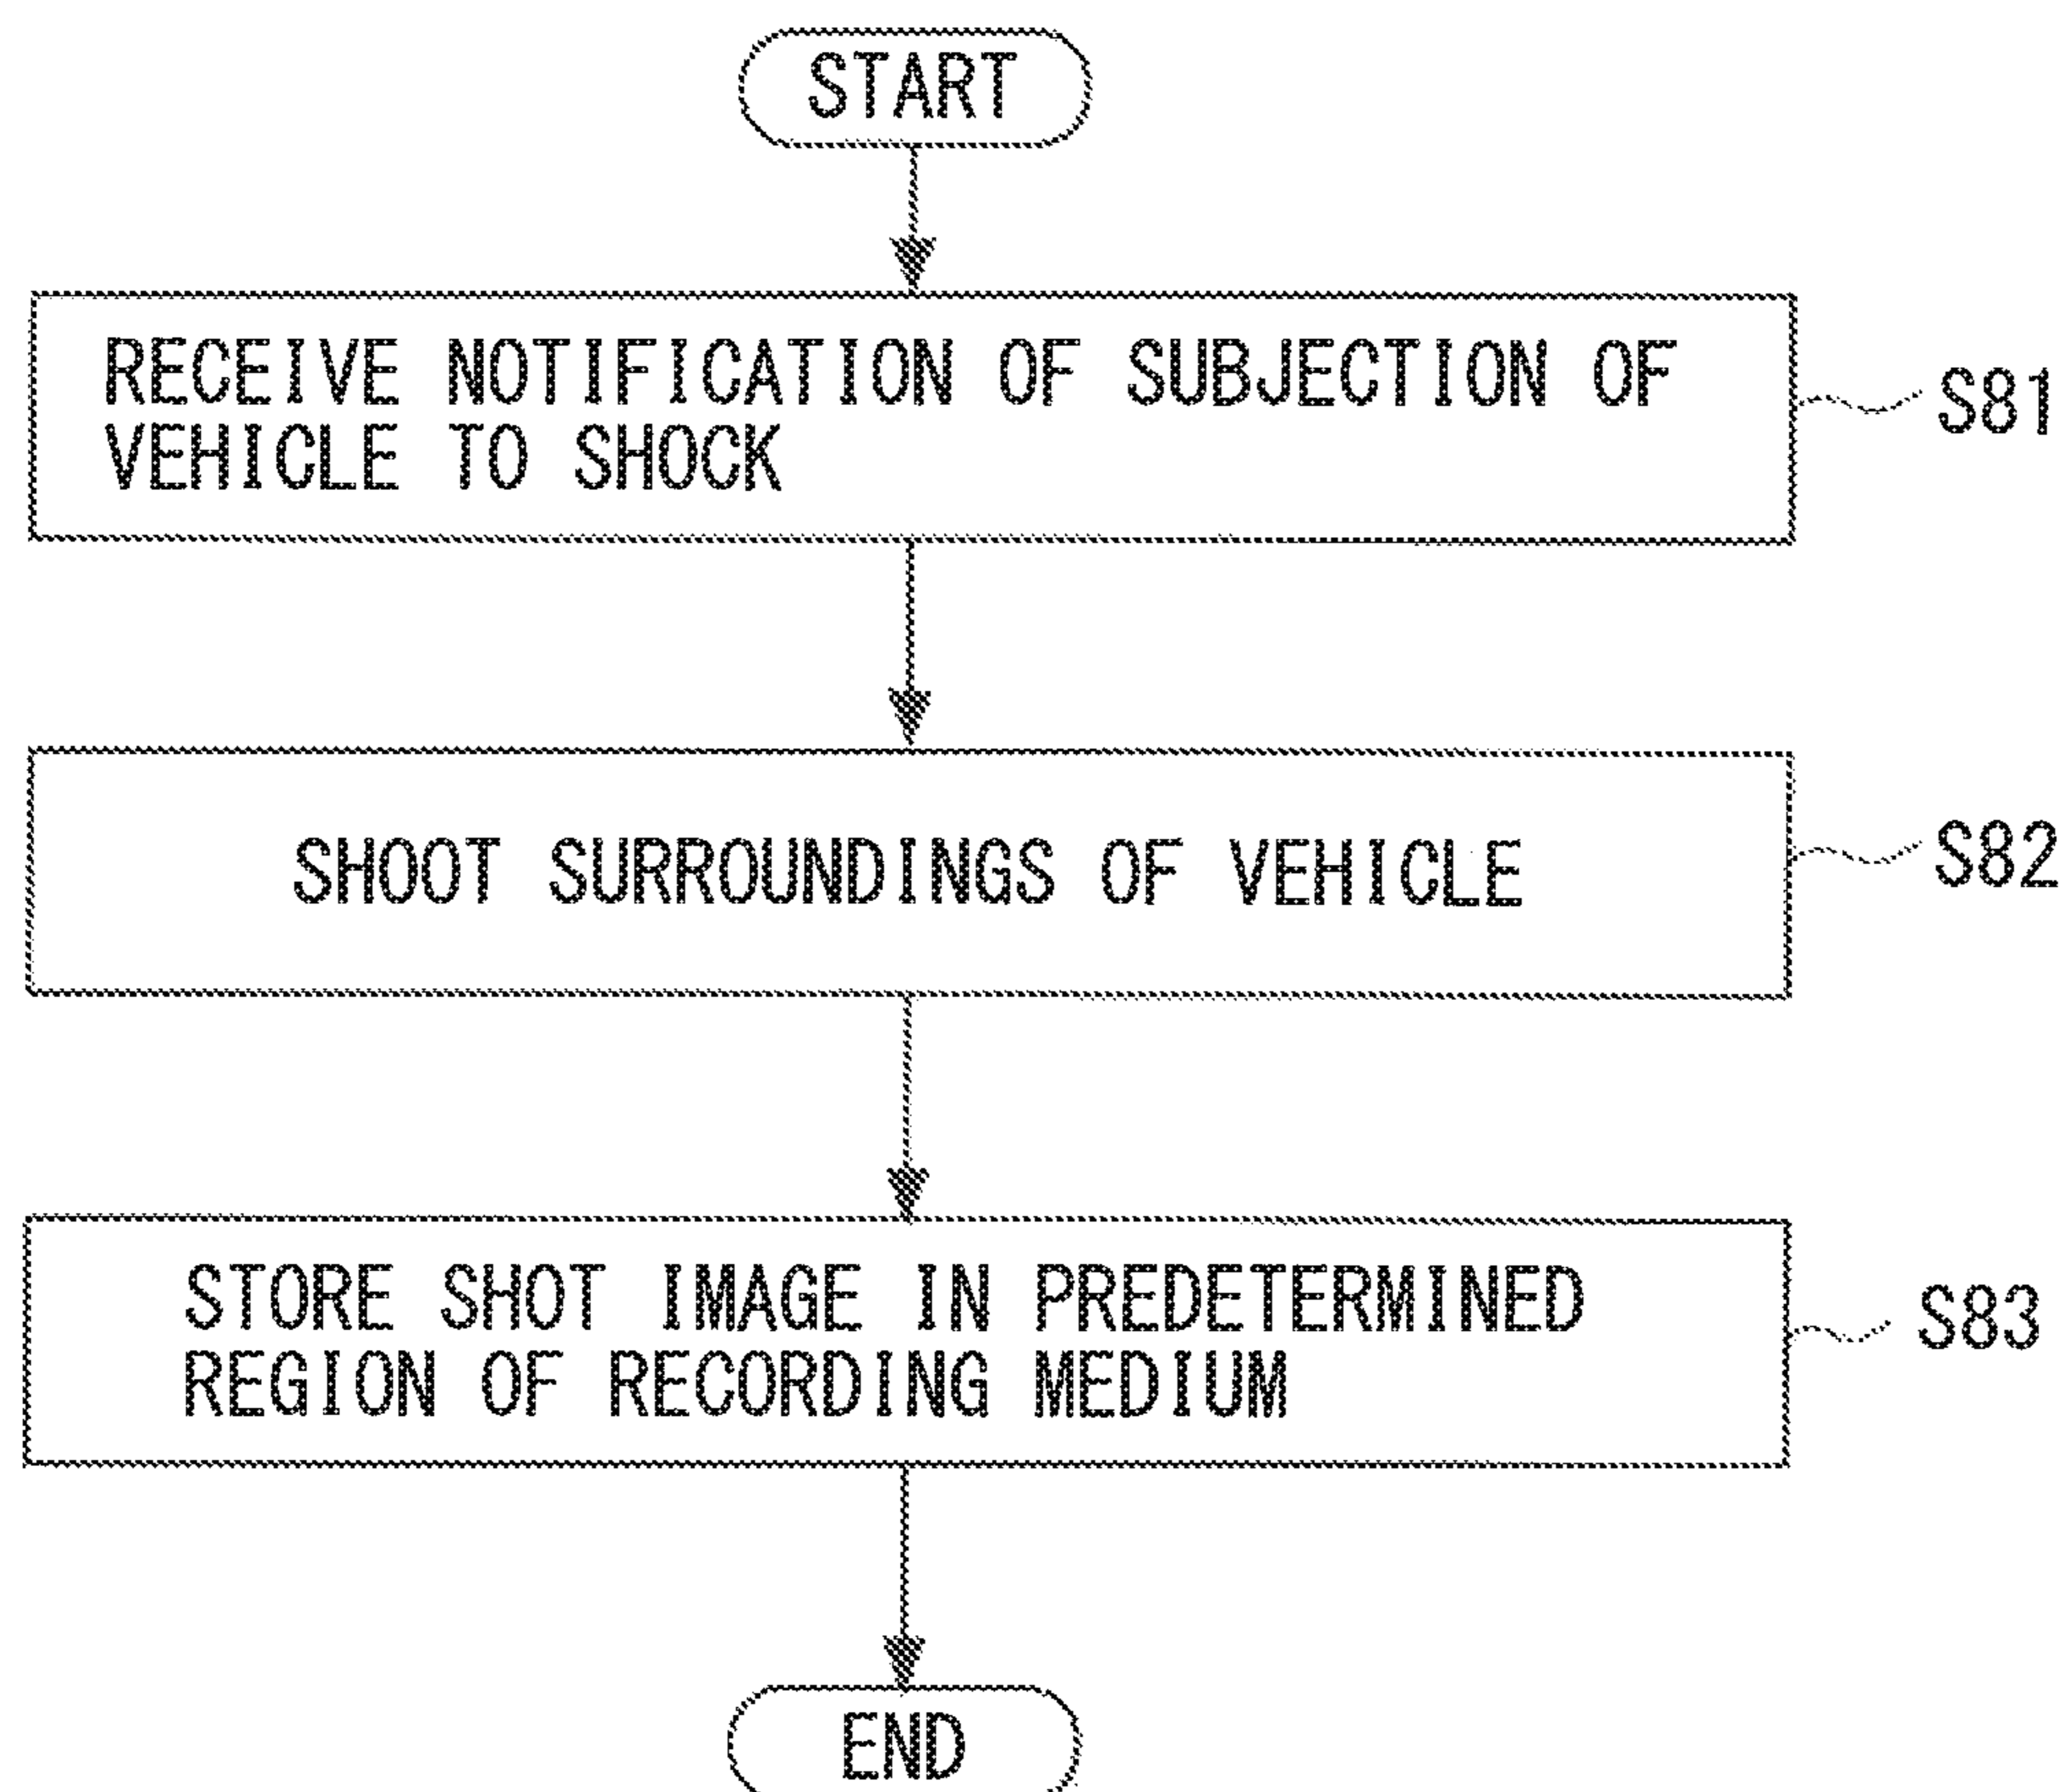 START
RECEIVE NOTIFICATION OF SUBJECTION OF
VEHICLE TO SHOCK
S81
SHOOT SURROUNDINGS OF VEHICLE
S82
STORE SHOT IMAGE IN PREDETERMINED
REGION OF RECORDING MEDIUM
S83
END